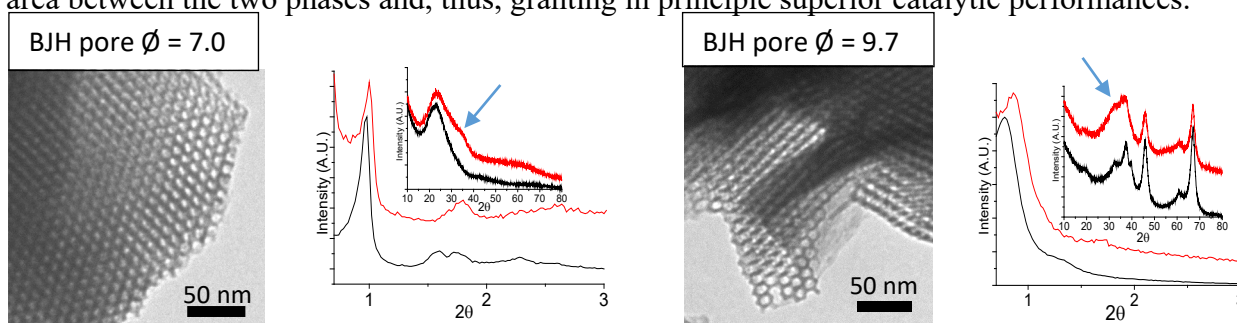 area between the two phases and, thus, granting in principle superior catalytic performances.
BJH pore Ø = 7.0
BJH pore Ø = 9.7
50 nm
Intensity (A.U.)
1 2 3
2θ
Intensity (A.U.)
10 20 30 40 50 60 70 80
2θ
50 nm
Intensity (A.U.)
1 2
2θ
Intensity (A.U.)
10 20 30 40 50 60 70 80
2θ